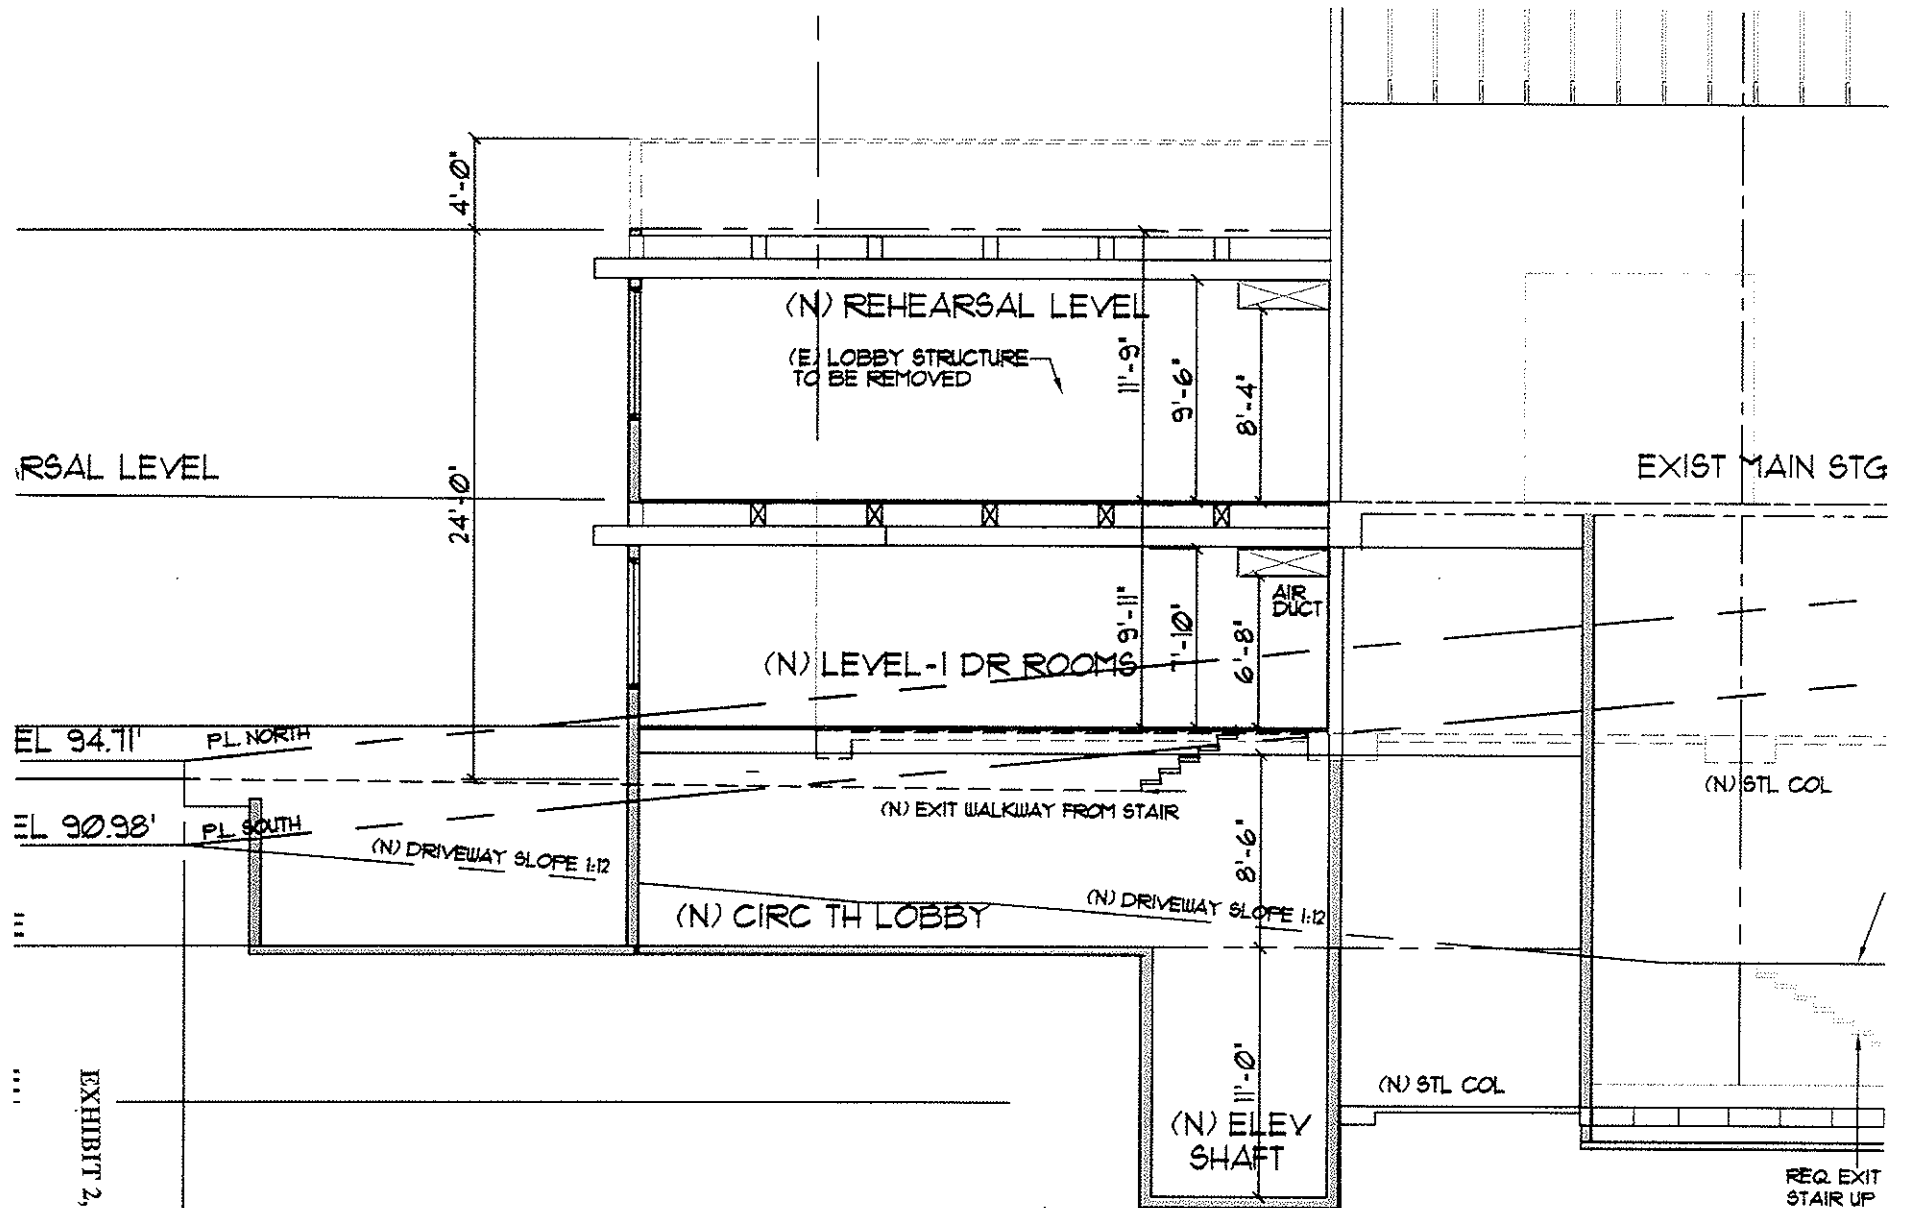 4'-0"
(N) REHEARSAL LEVEL
(E) LOBBY STRUCTURE
TO BE REMOVED
11'-9"
9'-6"
8'-4"
RSAL LEVEL
24'-0"
EXIST MAIN STG
AIR
DUCT
9'-11"
7'-10"
6'-8"
(N) LEVEL-1 DR ROOMS
EL 94.71'
PL NORTH
(N) STL COL
(N) EXIT WALKWAY FROM STAIR
EL 90.98'
PL SOUTH
(N) DRIVEWAY SLOPE 1:12
8'-6"
(N) CIRC TH LOBBY
(N) DRIVEWAY SLOPE 1:12
11'-0"
(N) STL COL
(N) ELEV
SHAFT
EXHIBIT 2,
REQ EXIT
STAIR UP